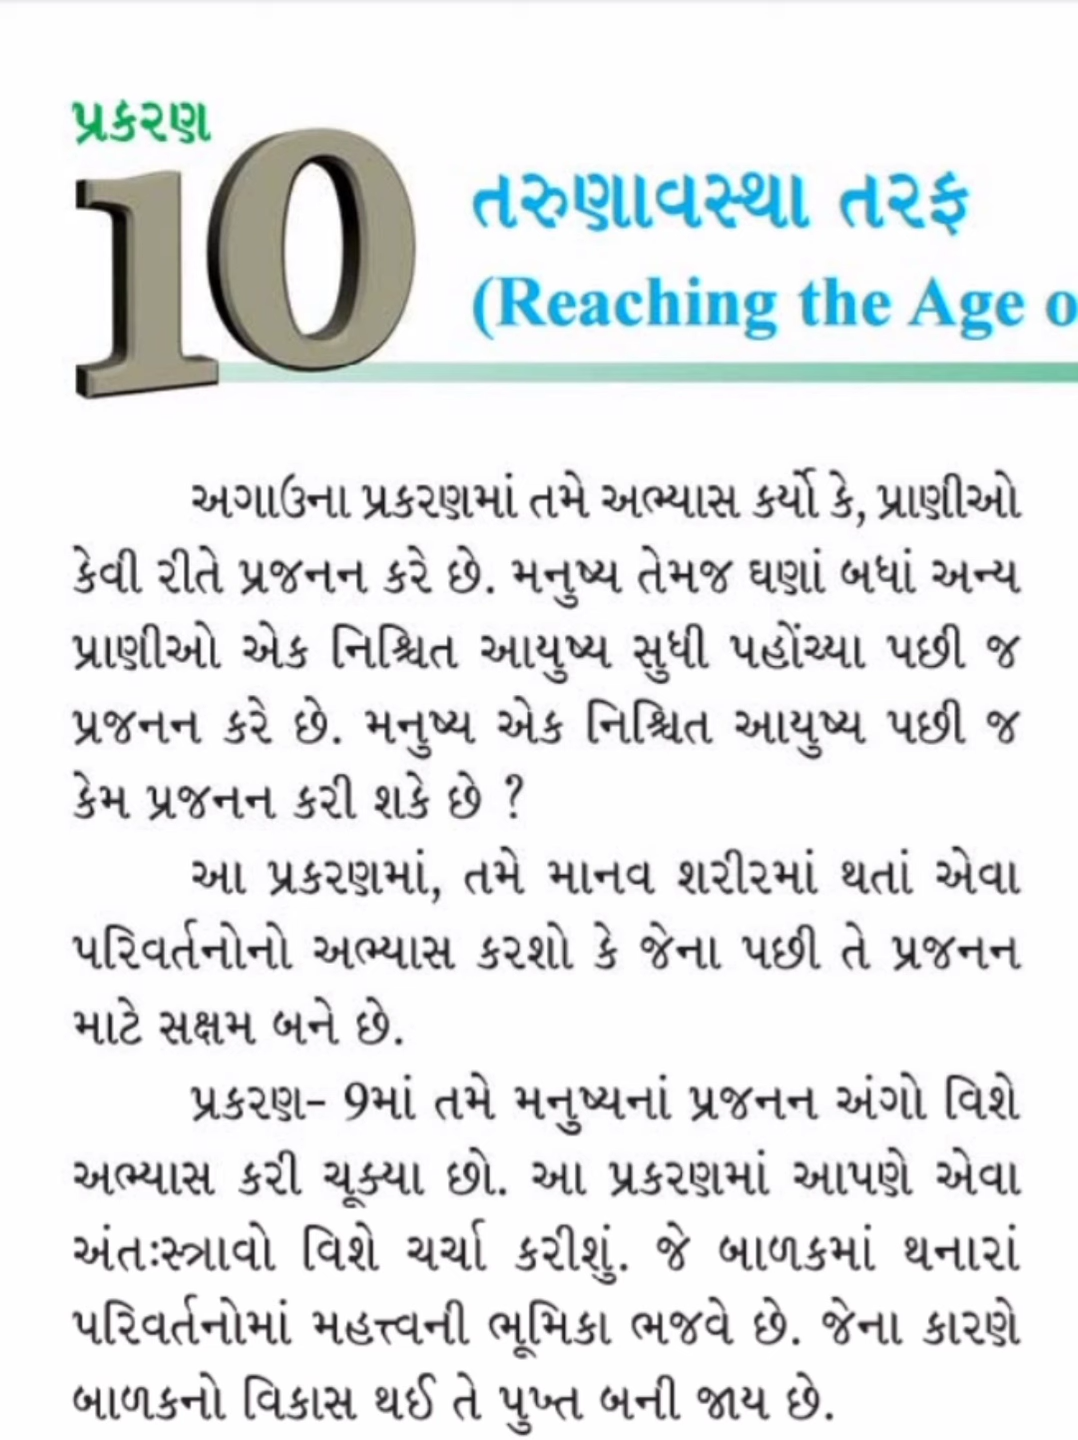 પ્રકરણ
10
તરુણાવસ્થા તરફ
(Reaching the Age o
અગાઉના પ્રકરણમાં તમે અભ્યાસ કર્યો કે, પ્રાણીઓ
કેવી રીતે પ્રજનન કરે છે. મનુષ્ય તેમજ ઘણાં બધાં અન્ય
પ્રાણીઓ એક નિશ્ચિત આયુષ્ય સુધી પહોંચ્યા પછી જ
પ્રજનન કરે છે. મનુષ્ય એક નિશ્ચિત આયુષ્ય પછી જ
કેમ પ્રજનન કરી શકે છે ?
આ પ્રકરણમાં, તમે માનવ શરીરમાં થતાં એવા
પરિવર્તનોનો અભ્યાસ કરશો કે જેના પછી તે પ્રજનન
માટે સક્ષમ બને છે.
પ્રકરણ- 9માં તમે મનુષ્યનાં પ્રજનન અંગો વિશે
અભ્યાસ કરી ચૂક્યા છો. આ પ્રકરણમાં આપણે એવા
અંતઃસ્ત્રાવો વિશે ચર્ચા કરીશું. જે બાળકમાં થનારાં
પરિવર્તનોમાં મહત્ત્વની ભૂમિકા ભજવે છે. જેના કારણે
બાળકનો વિકાસ થઈ તે પુખ્ત બની જાય છે.